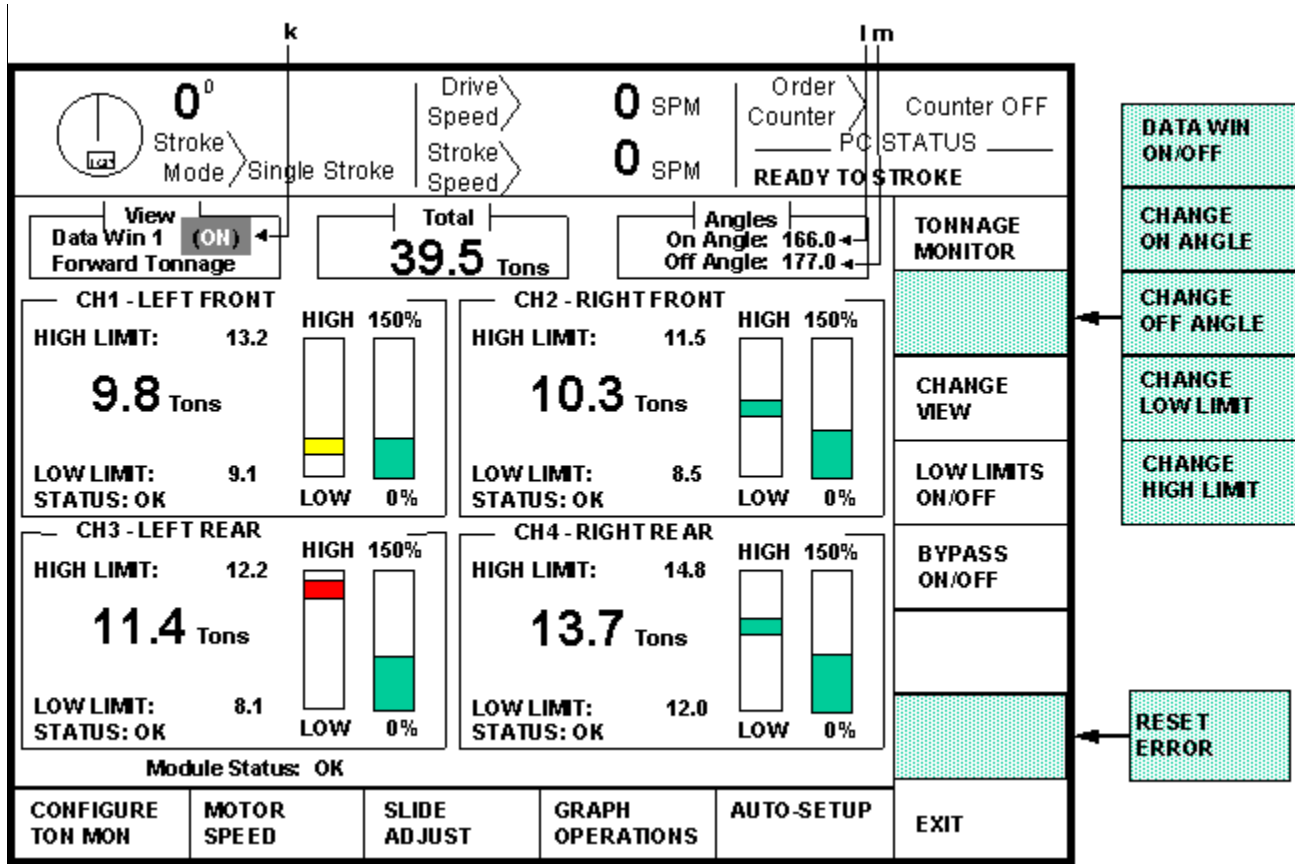 k
l m
0°
Stroke Mode Single Stroke
Drive Speed 0 SPM
Stroke Speed 0 SPM
Order Counter Counter OFF
PC STATUS
READY TO STROKE
View
Data Win 1 (ON)
Forward Tonnage
Total
39.5 Tons
Angles
On Angle: 166.0
Off Angle: 177.0
CH1 - LEFT FRONT
HIGH LIMIT: 13.2
9.8 Tons
LOW LIMIT: 9.1
STATUS: OK
HIGH 150%
LOW 0%
CH2 - RIGHT FRONT
HIGH LIMIT: 11.5
10.3 Tons
LOW LIMIT: 8.5
STATUS: OK
HIGH 150%
LOW 0%
CH3 - LEFT REAR
HIGH LIMIT: 12.2
11.4 Tons
LOW LIMIT: 8.1
STATUS: OK
HIGH 150%
LOW 0%
CH4 - RIGHT REAR
HIGH LIMIT: 14.8
13.7 Tons
LOW LIMIT: 12.0
STATUS: OK
HIGH 150%
LOW 0%
Module Status: OK
TONNAGE
MONITOR
CHANGE
VIEW
LOW LIMITS
ON/OFF
BYPASS
ON/OFF
EXIT
CONFIGURE
TON MON
MOTOR
SPEED
SLIDE
ADJUST
GRAPH
OPERATIONS
AUTO-SETUP
DATA WIN
ON/OFF
CHANGE
ON ANGLE
CHANGE
OFF ANGLE
CHANGE
LOW LIMIT
CHANGE
HIGH LIMIT
RESET
ERROR